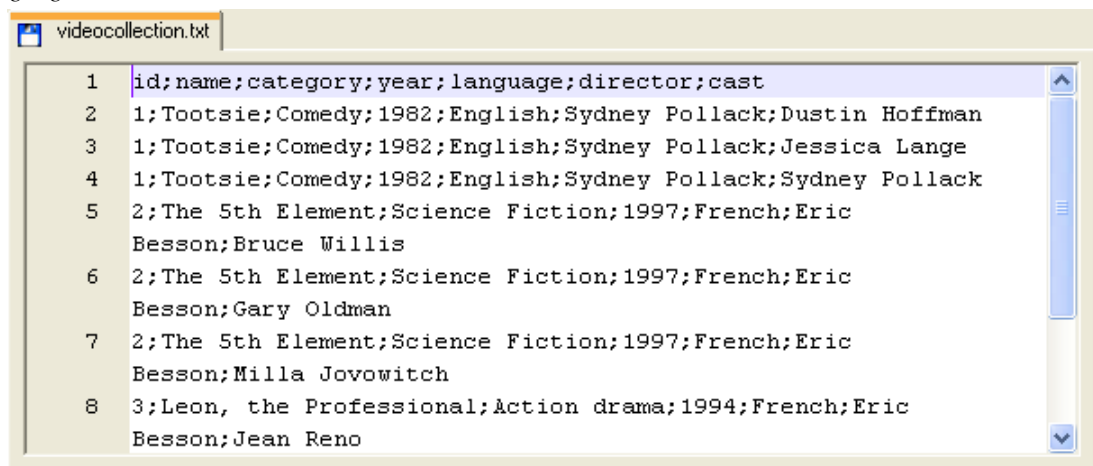 videocollection.txt
1 id;name;category;year;language;director;cast
2 1;Tootsie;Comedy;1982;English;Sydney Pollack;Dustin Hoffman
3 1;Tootsie;Comedy;1982;English;Sydney Pollack;Jessica Lange
4 1;Tootsie;Comedy;1982;English;Sydney Pollack;Sydney Pollack
5 2;The 5th Element;Science Fiction;1997;French;Eric
Besson;Bruce Willis
6 2;The 5th Element;Science Fiction;1997;French;Eric
Besson;Gary Oldman
7 2;The 5th Element;Science Fiction;1997;French;Eric
Besson;Milla Jovowitch
8 3;Leon, the Professional;Action drama;1994;French;Eric
Besson;Jean Reno